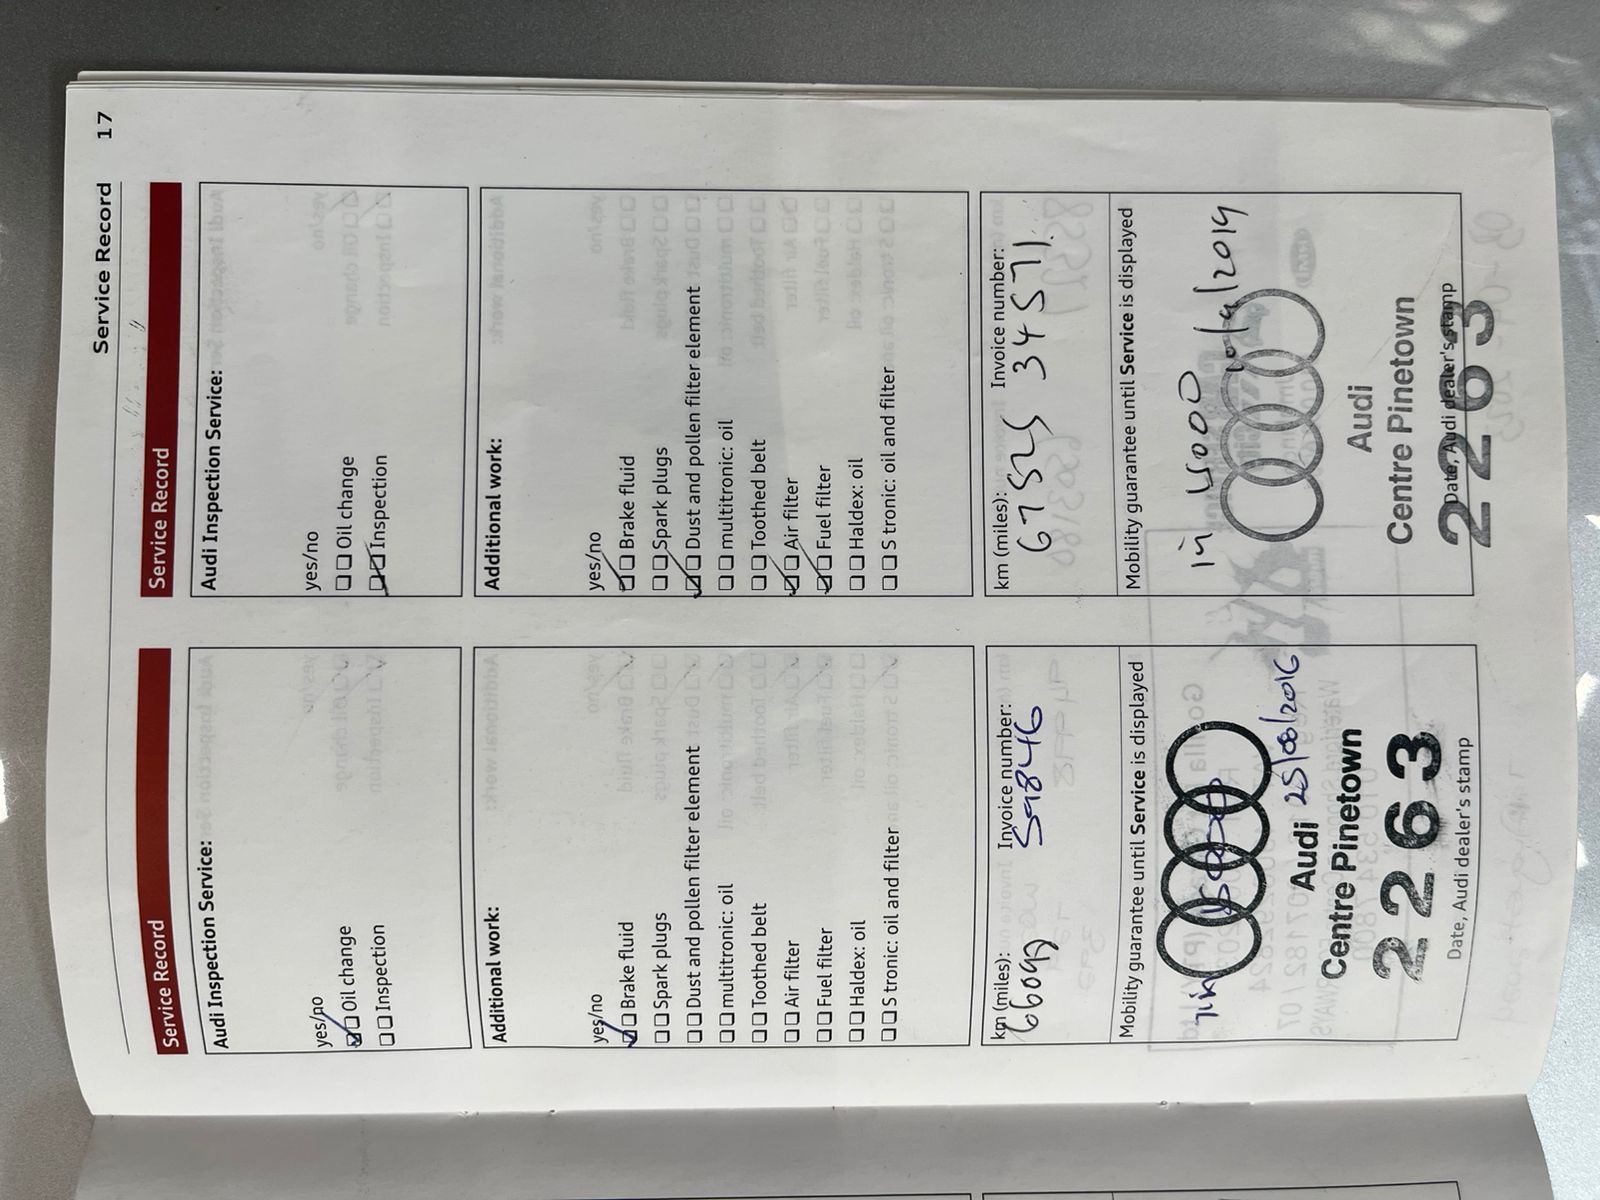 Service Record 17
Service Record
Audi Inspection Service:
yes/no
Oil change
Inspection
Additional work:
yes/no
Brake fluid
Spark plugs
Dust and pollen filter element
multitronic: oil
Toothed belt
Air filter
Fuel filter
Haldex: oil
S tronic: oil and filter
km (miles): Invoice number:
66097 59846
Mobility guarantee until Service is displayed
15000
Audi 25/08/2016
Centre Pinetown
2263
Date, Audi dealer's stamp
Service Record
Audi Inspection Service:
yes/no
Oil change
Inspection
Additional work:
yes/no
Brake fluid
Spark plugs
Dust and pollen filter element
multitronic: oil
Toothed belt
Air filter
Fuel filter
Haldex: oil
S tronic: oil and filter
km (miles): Invoice number:
67525 34571
Mobility guarantee until Service is displayed
15000
Audi
Centre Pinetown
2263
Date, Audi dealer's stamp